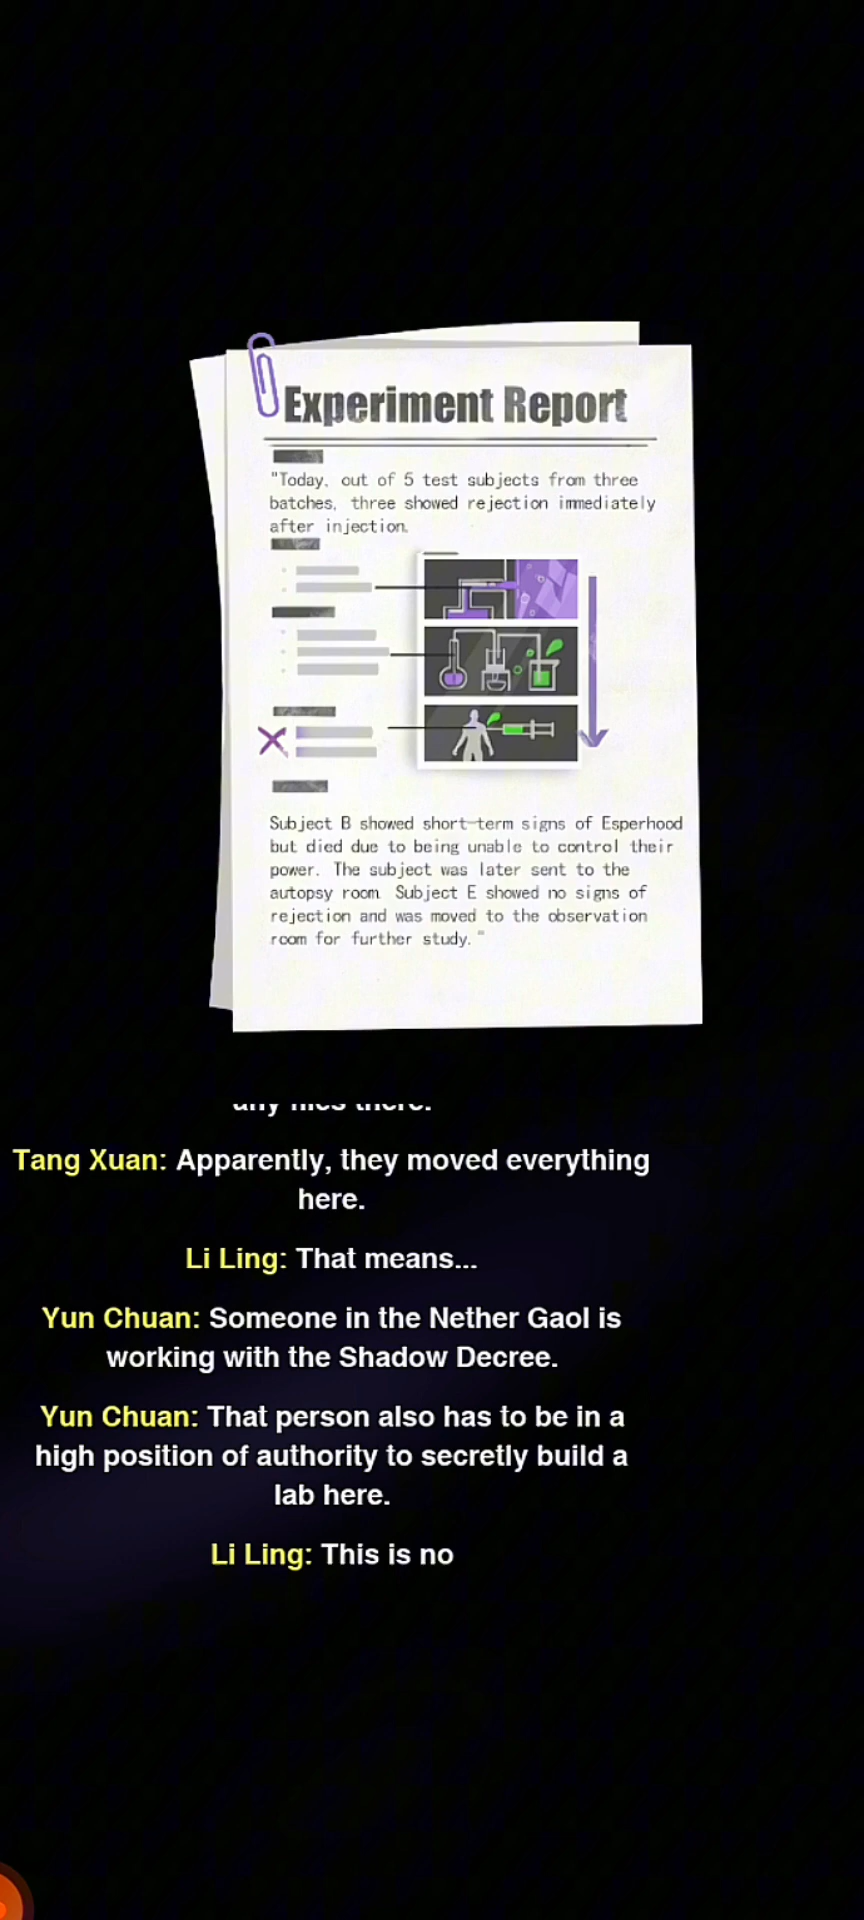 Experiment Report
"Today, out of 5 test subjects from three
batches, three showed rejection immediately
after injection.
Subject B showed short-term signs of Esperhood
but died due to being unable to control their
power. The subject was later sent to the
autopsy room. Subject E showed no signs of
rejection and was moved to the observation
room for further study."
any files there.
Tang Xuan: Apparently, they moved everything
here.
Li Ling: That means...
Yun Chuan: Someone in the Nether Gaol is
working with the Shadow Decree.
Yun Chuan: That person also has to be in a
high position of authority to secretly build a
lab here.
Li Ling: This is no